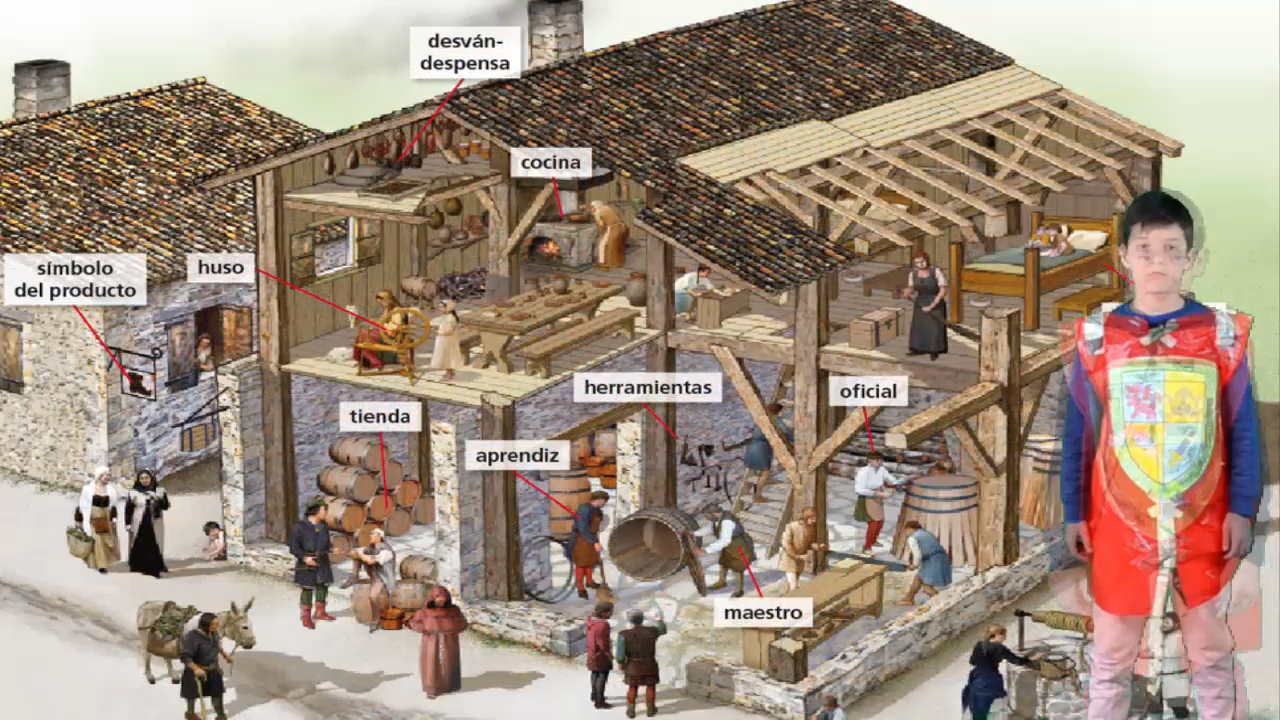 desván-
despensa
cocina
símbolo
del producto
huso
herramientas
oficial
tienda
aprendiz
maestro